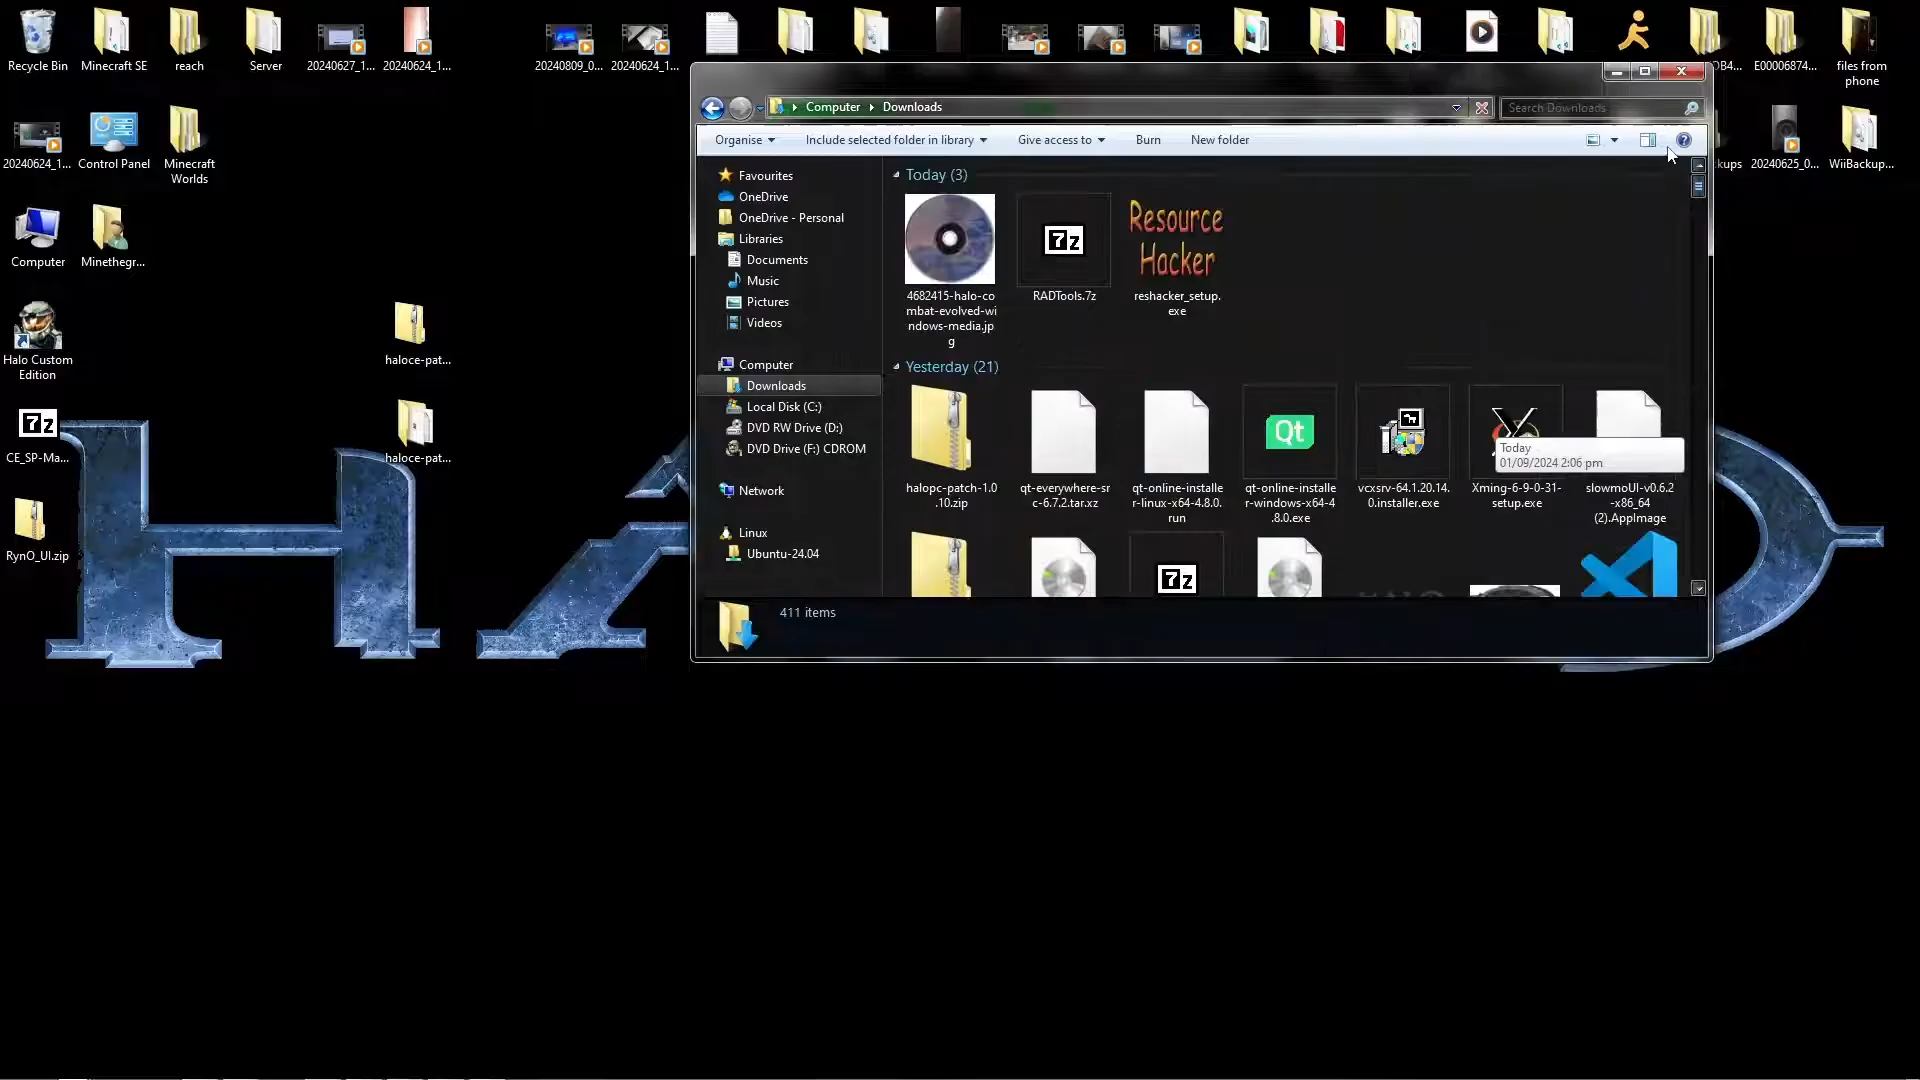 Recycle Bin
Minecraft SE
reach
Server
20240627_1...
20240624_1...
20240809_0...
20240624_1...
OB4...
E00006874...
files from
phone
20240624_1...
Control Panel
Minecraft
Worlds
kups
20240625_0...
WiiBackup...
Computer
Minethegr...
Halo Custom
Edition
haloce-pat...
7z
CE_SP-Ma...
haloce-pat...
RynO_UI.zip
Computer
Downloads
Search Downloads
Organise
Include selected folder in library
Give access to
Burn
New folder
Favourites
OneDrive
OneDrive - Personal
Libraries
Documents
Music
Pictures
Videos
Computer
Downloads
Local Disk (C:)
DVD RW Drive (D:)
DVD Drive (F:) CDROM
Network
Linux
Ubuntu-24.04
Today (3)
4682415-halo-co
mbat-evolved-wi
ndows-media.jp
g
7z
RADTools.7z
Resource
Hacker
reshacker_setup.
exe
Yesterday (21)
halopc-patch-1.0
.10.zip
qt-everywhere-sr
c-6.7.2.tar.xz
qt-online-installe
r-linux-x64-4.8.0.
run
Qt
qt-online-installe
r-windows-x64-4
.8.0.exe
vcxsrv-64.1.20.14.
0.installer.exe
Xming-6-9-0-31-
setup.exe
Today
01/09/2024 2:06 pm
slowmoUI-v0.6.2
-x86_64
(2).AppImage
7z
411 items